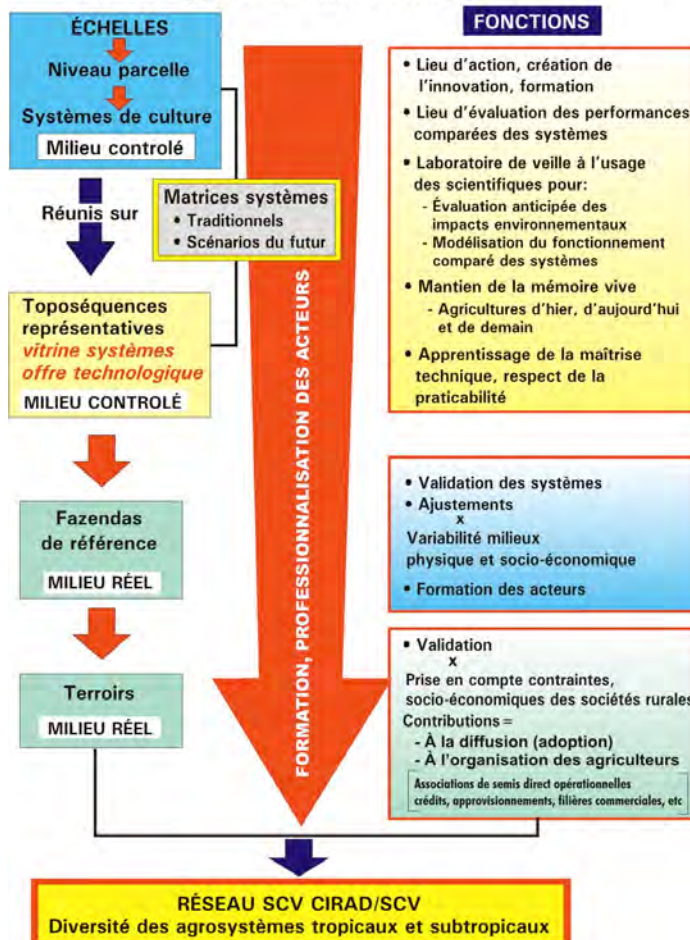 ÉCHELLES
Niveau parcelle
Systèmes de culture
Milieu controlé
Réunis sur
Matrices systèmes
• Traditionnels
• Scénarios du futur
Toposéquences
représentatives
vitrine systèmes
offre technologique
MILIEU CONTROLÉ
Fazendas
de référence
MILIEU RÉEL
Terroirs
MILIEU RÉEL
FORMATION, PROFESSIONNALISATION DES ACTEURS
FONCTIONS
• Lieu d'action, création de
l'innovation, formation
• Lieu d'évaluation des performances
comparées des systèmes
• Laboratoire de veille à l'usage
des scientifiques pour:
- Évaluation anticipée des
impacts environnementaux
- Modélisation du fonctionnement
comparé des systèmes
• Mantien de la mémoire vive
- Agricultures d'hier, d'aujourd'hui
et de demain
• Apprentissage de la maîtrise
technique, respect de la
praticabilité
• Validation des systèmes
• Ajustements
x
Variabilité milieux
physique et socio-économique
• Formation des acteurs
• Validation
x
Prise en compte contraintes,
socio-économiques des sociétés rurales
Contributions =
- À la diffusion (adoption)
- À l'organisation des agriculteurs
Associations de semis direct opérationnelles
crédits, approvisionnements, filières commerciales, etc
RÉSEAU SCV CIRAD/SCV
Diversité des agrosystèmes tropicaux et subtropicaux